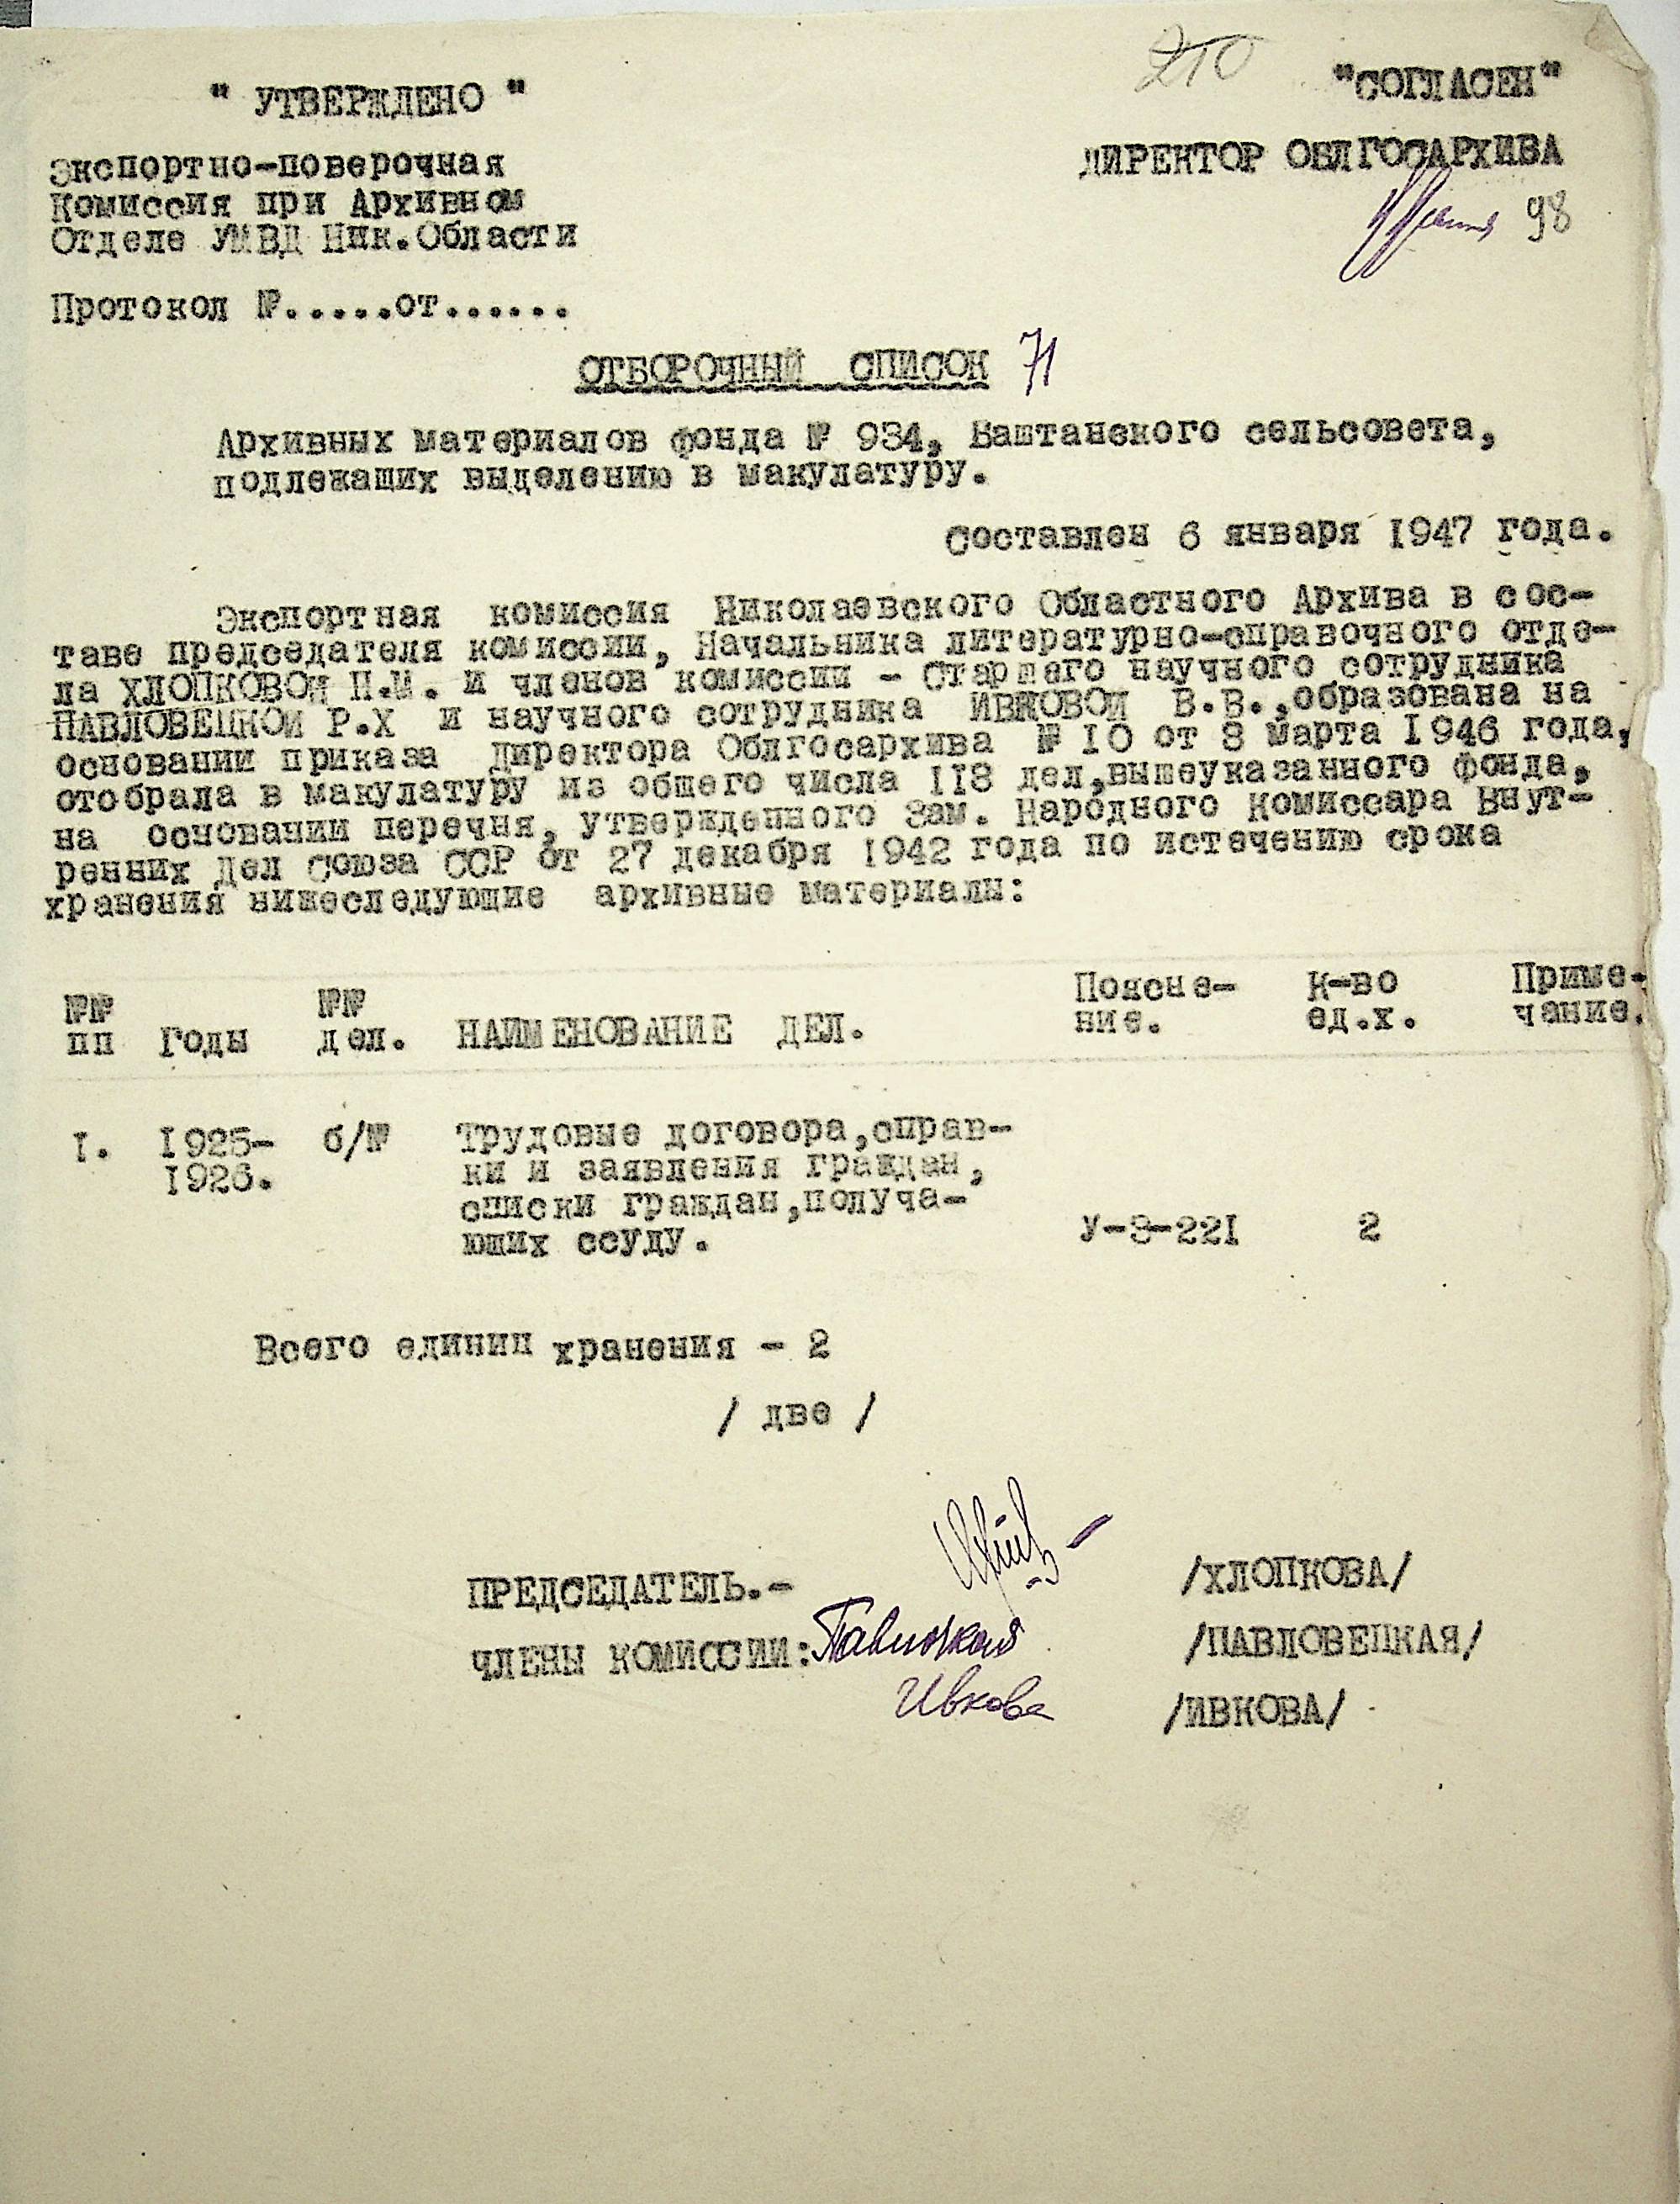 210
" УТВЕРЖДЕНО "
"СОГЛАСЕН"
Экспортно-поверочная
Комиссия при Архивном
Отделе УМВД Ник.Области
ДИРЕКТОР ОБЛГОСАРХИВА
98
Протокол №.....от......
ОТБОРОЧНЫЙ СПИСОК 71
Архивных материалов фонда № 934, Баштанского сельсовета,
подлежащих выделению в макулатуру.
Составлен 6 января 1947 года.
Экспортная комиссия Николаевского Областного Архива в сос-
таве председателя комиссии, Начальника литературно-справочного отде-
ла ХЛОПКОВОЙ Н.М. и членов комиссии - Старшего научного сотрудника
ПАВЛОВЕЦКОЙ Р.Х и научного сотрудника ИВКОВОЙ В.В.,образована на
основании приказа Директора Облгосархива № 10 от 8 марта 1946 года,
отобрала в макулатуру из общего числа 118 дел,вышеуказанного фонда,
на основании перечня, утвержденного Зам. Народного Комиссара Внут-
ренних Дел Союза ССР от 27 декабря 1942 года по истечению срока
хранения нижеследующие архивные материалы:
№№ пп Годы №№ дел. НАИМЕНОВАНИЕ ДЕЛ. Поясне-ние. К-во ед.х. Приме-чание.
1. 1925- б/№ Трудовые договора,справ-
1926. ки и заявления граждан,
списки граждан,получа-
ющих ссуду. У-3-221 2
Всего единиц хранения - 2
/ две /
ПРЕДСЕДАТЕЛЬ.- /ХЛОПКОВА/
ЧЛЕНЫ КОМИССИИ: /ПАВЛОВЕЦКАЯ/
Ивкова /ИВКОВА/